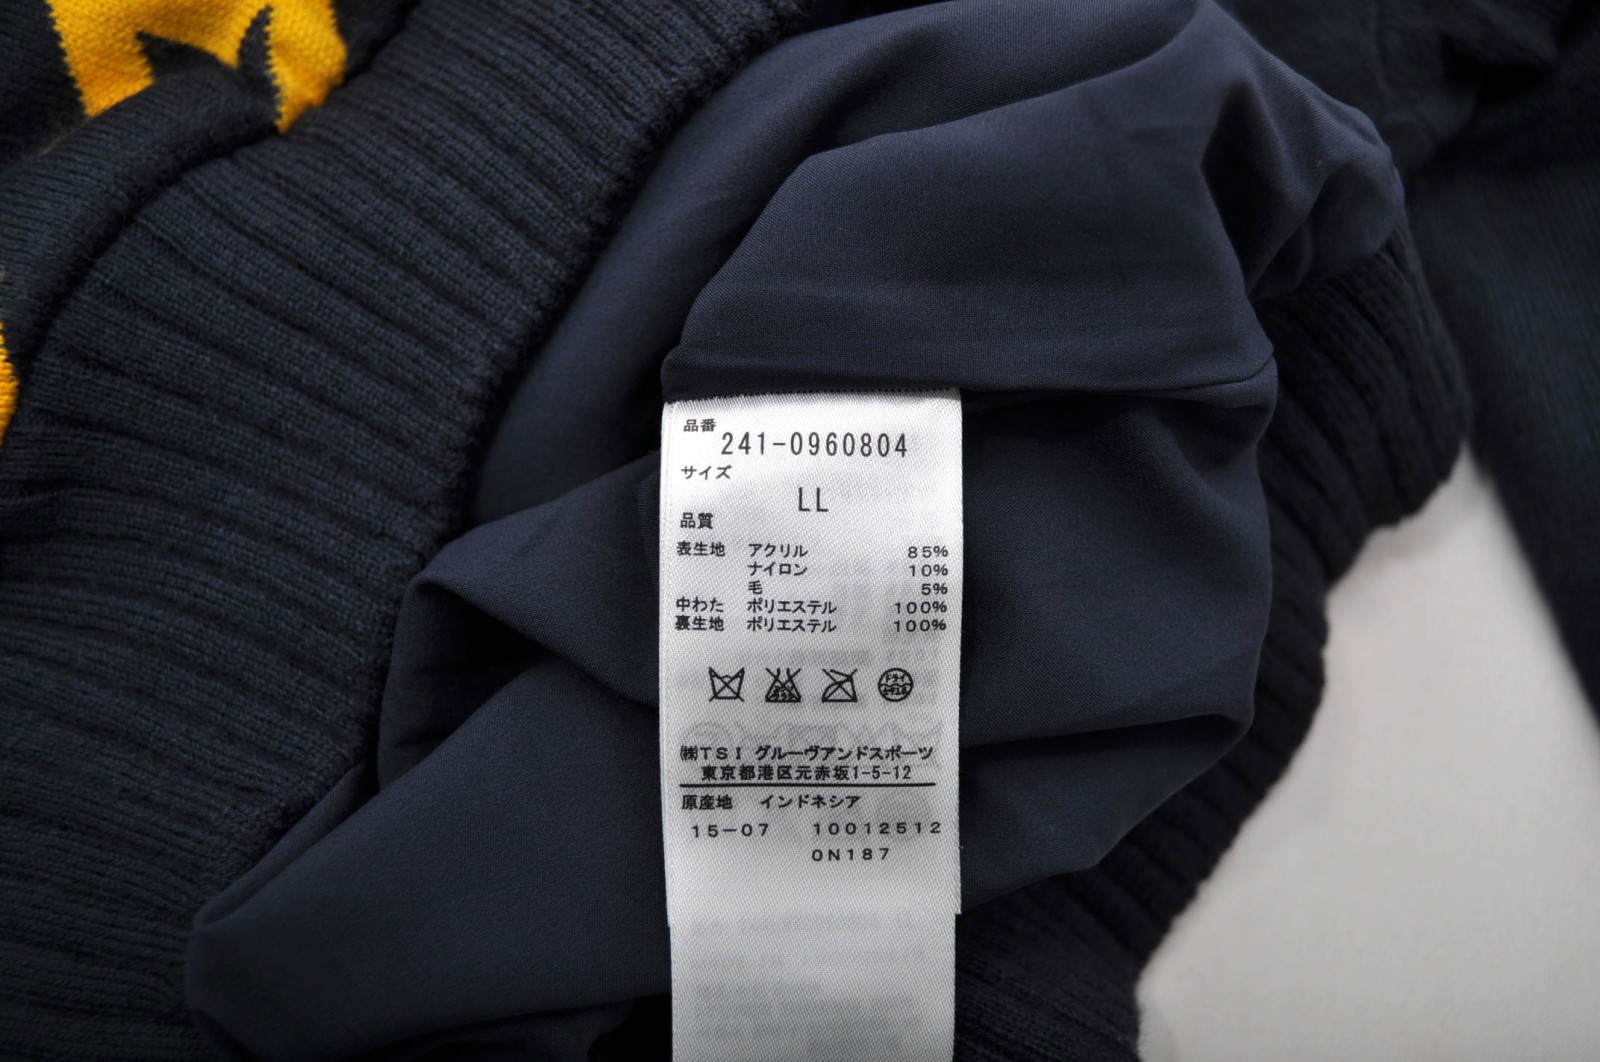 品番
241-0960804
サイズ
LL
品質
表生地 アクリル 85%
ナイロン 10%
毛 5%
中わた ポリエステル 100%
裏生地 ポリエステル 100%
㈱TSI グルーヴアンドスポーツ
東京都港区元赤坂1-5-12
原産地 インドネシア
15-07 10012512
0N187